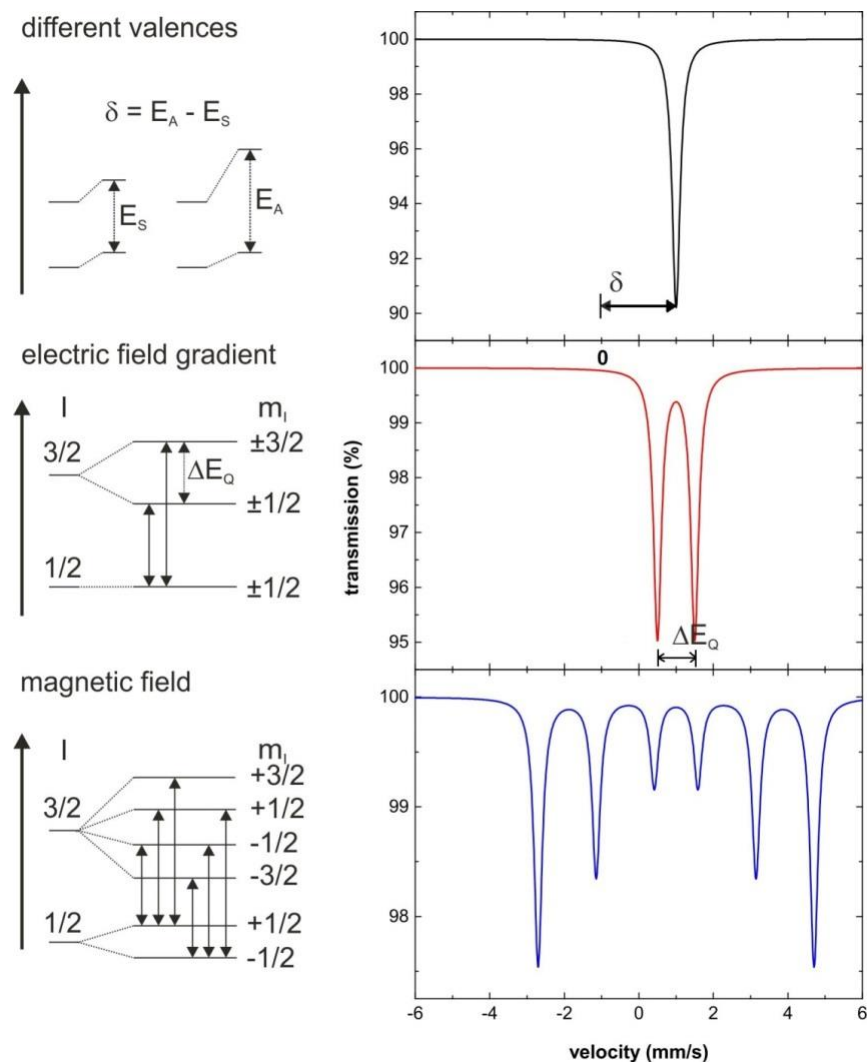 different valences
δ = E_A - E_S
E_S
E_A
100
98
96
94
92
90
δ
electric field gradient
I
m_I
3/2
±3/2
ΔE_Q
±1/2
1/2
±1/2
0
100
99
98
97
96
95
ΔE_Q
transmission (%)
magnetic field
I
m_I
+3/2
3/2
+1/2
-1/2
-3/2
1/2
+1/2
-1/2
100
99
98
-6 -4 -2 0 2 4 6
velocity (mm/s)